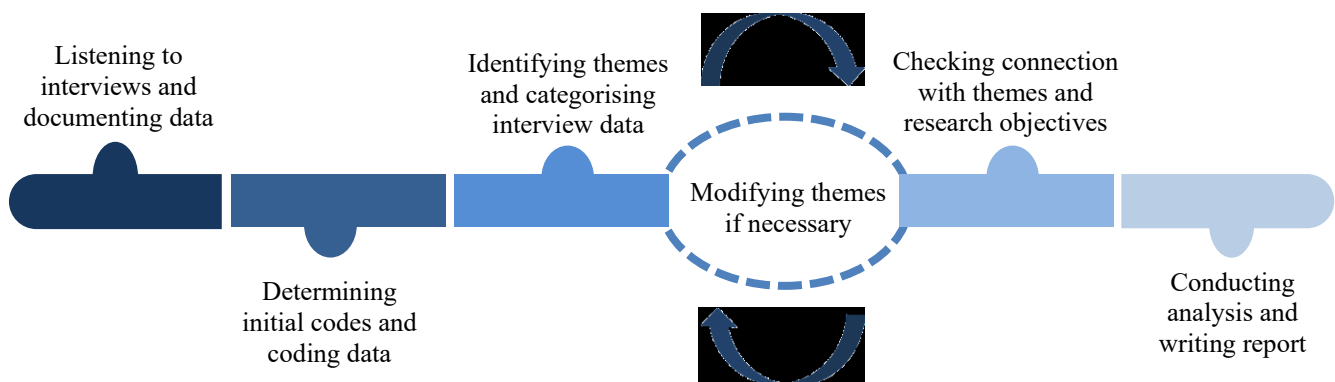 Listening to
interviews and
documenting data
Determining
initial codes and
coding data
Identifying themes
and categorising
interview data
Modifying themes
if necessary
Checking connection
with themes and
research objectives
Conducting
analysis and
writing report